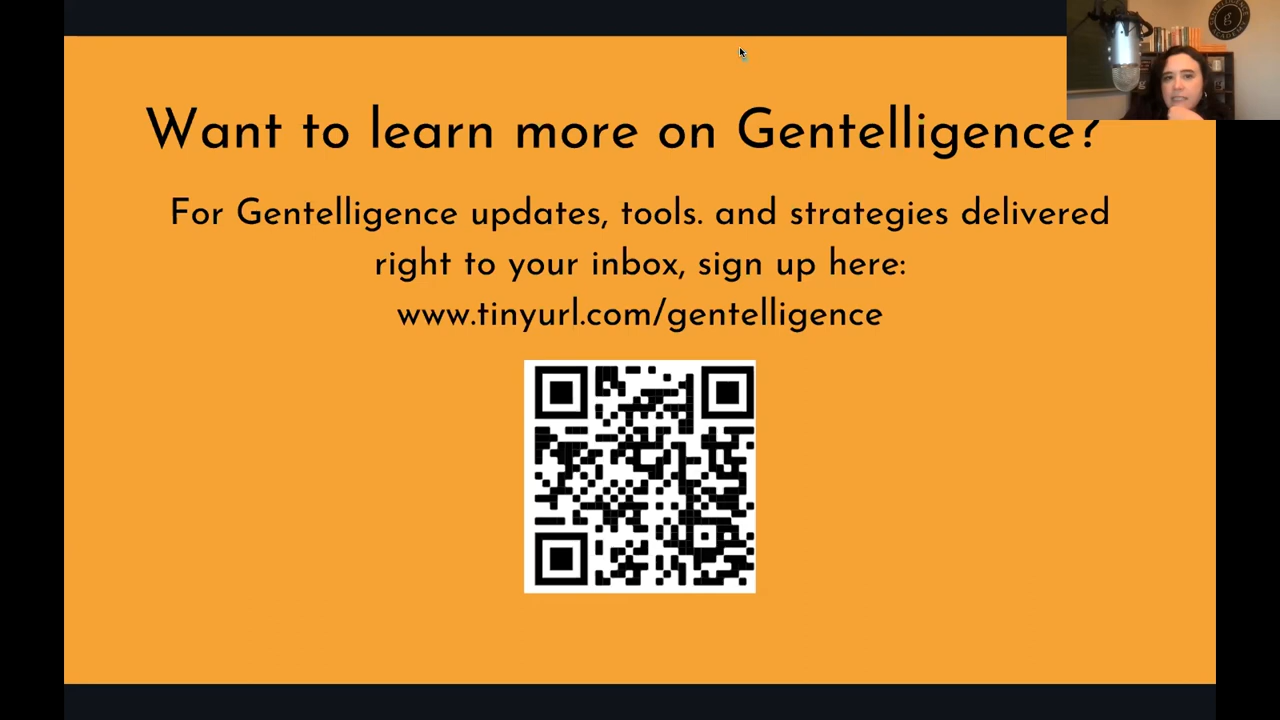 Want to learn more on Gentelligence?
For Gentelligence updates, tools. and strategies delivered
right to your inbox, sign up here:
www.tinyurl.com/gentelligence